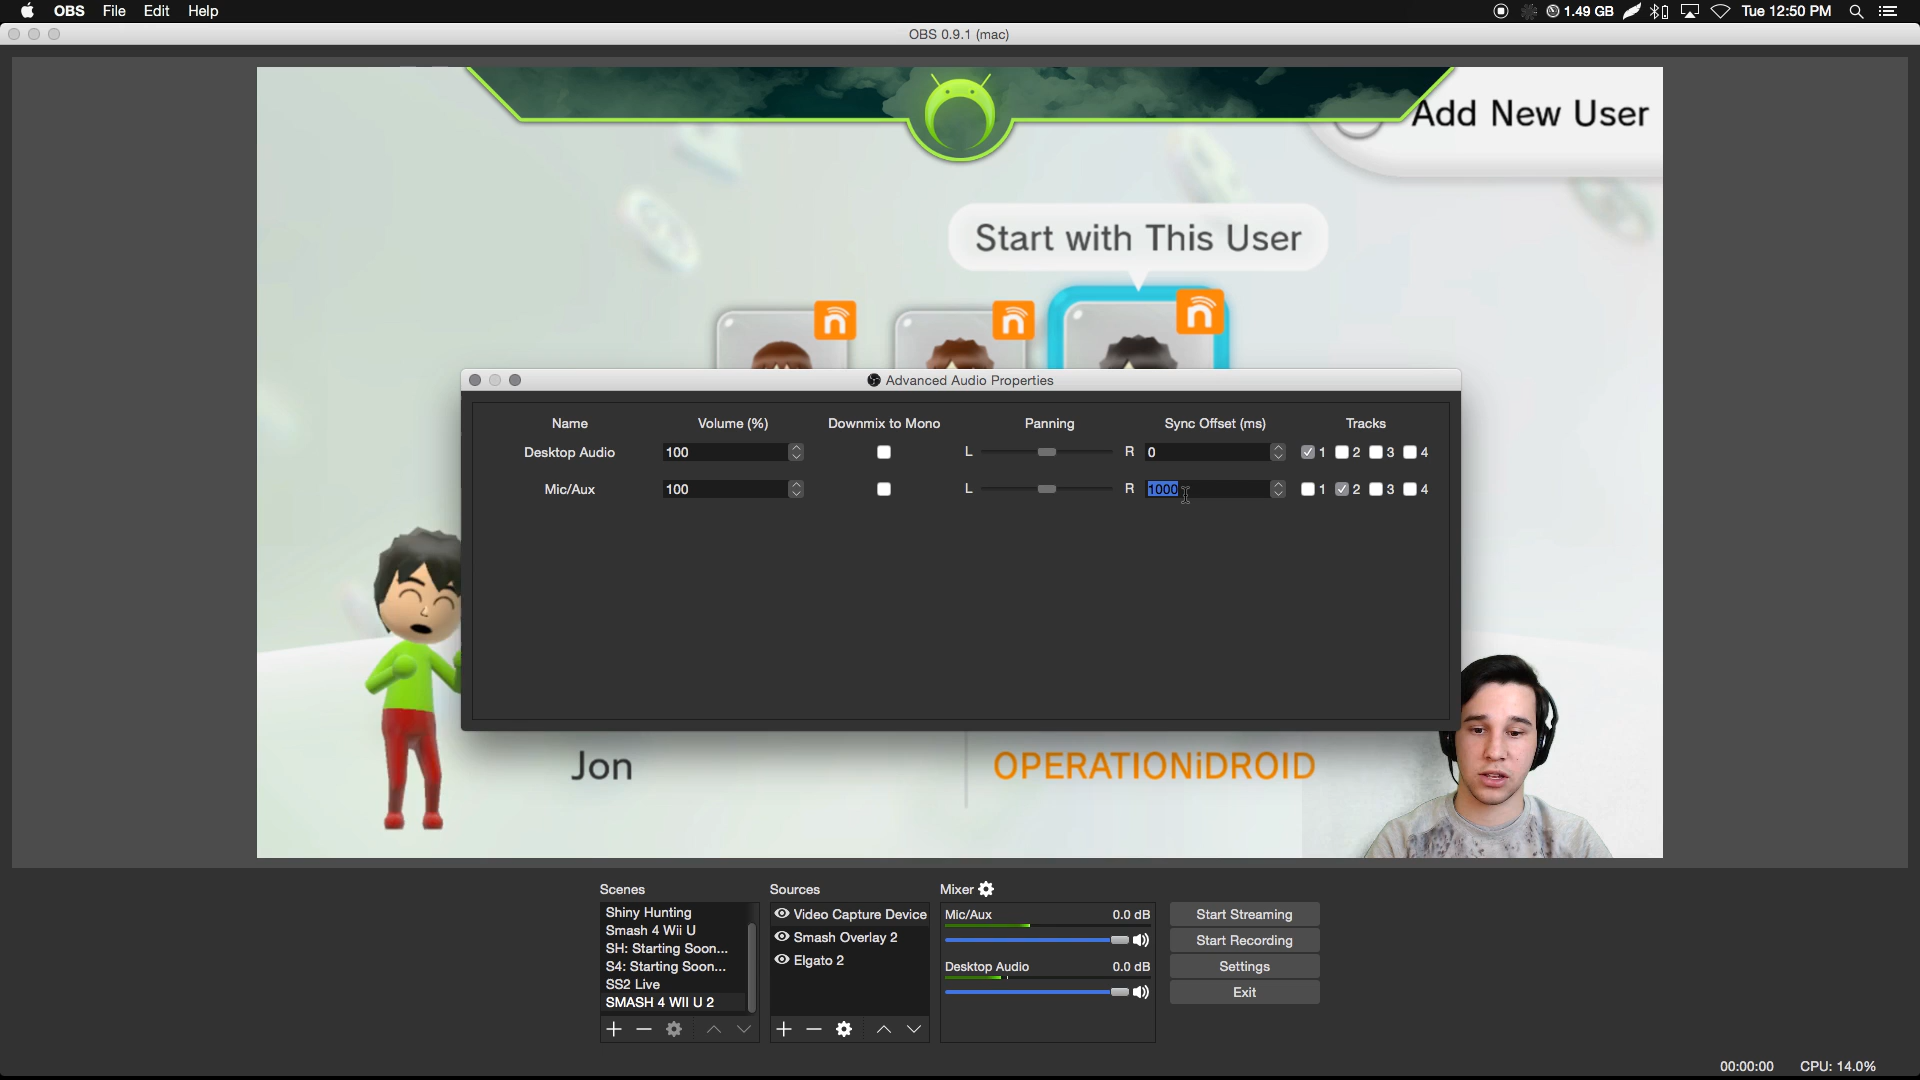 OBS File Edit Help
1.49 GB Tue 12:50 PM
OBS 0.9.1 (mac)
Add New User
Start with This User
n n n
Advanced Audio Properties
Name Volume (%) Downmix to Mono Panning Sync Offset (ms) Tracks
Desktop Audio 100 L R 0 1 2 3 4
Mic/Aux 100 L R 1000 1 2 3 4
Jon OPERATIONiDROID
Scenes
Shiny Hunting
Smash 4 Wii U
SH: Starting Soon...
S4: Starting Soon...
SS2 Live
SMASH 4 WII U 2
Sources
Video Capture Device
Smash Overlay 2
Elgato 2
Mixer
Mic/Aux 0.0 dB
Desktop Audio 0.0 dB
Start Streaming
Start Recording
Settings
Exit
00:00:00 CPU: 14.0%